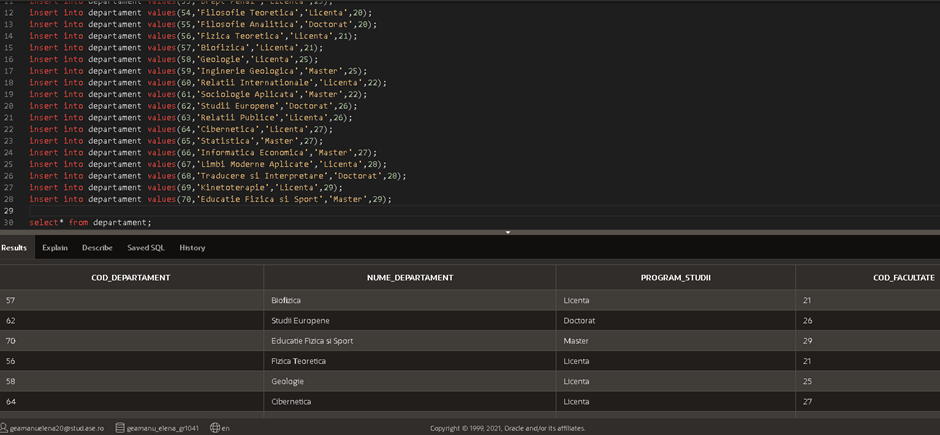 11 insert into departament values(53,'Drept Penal','Licenta',23);
12 insert into departament values(54,'Filosofie Teoretica','Licenta',20);
13 insert into departament values(55,'Filosofie Analitica','Doctorat',20);
14 insert into departament values(56,'Fizica Teoretica','Licenta',21);
15 insert into departament values(57,'Biofizica','Licenta',21);
16 insert into departament values(58,'Geologie','Licenta',25);
17 insert into departament values(59,'Inginerie Geologica','Master',25);
18 insert into departament values(60,'Relatii Internationale','Licenta',22);
19 insert into departament values(61,'Sociologie Aplicata','Master',22);
20 insert into departament values(62,'Studii Europene','Doctorat',26);
21 insert into departament values(63,'Relatii Publice','Licenta',26);
22 insert into departament values(64,'Cibernetica','Licenta',27);
23 insert into departament values(65,'Statistica','Master',27);
24 insert into departament values(66,'Informatica Economica','Master',27);
25 insert into departament values(67,'Limbi Moderne Aplicate','Licenta',28);
26 insert into departament values(68,'Traducere si Interpretare','Doctorat',28);
27 insert into departament values(69,'Kinetoterapie','Licenta',29);
28 insert into departament values(70,'Educatie Fizica si Sport','Master',29);
29
30 select* from departament;
Results Explain Describe Saved SQL History
COD_DEPARTAMENT NUME_DEPARTAMENT PROGRAM_STUDII COD_FACULTATE
57 Biofizica Licenta 21
62 Studii Europene Doctorat 26
70 Educatie Fizica si Sport Master 29
56 Fizica Teoretica Licenta 21
58 Geologie Licenta 25
64 Cibernetica Licenta 27
geamanuelena20@stud.ase.ro geamanu_elena_gr1041 en Copyright © 1999, 2021, Oracle and/or its affiliates.